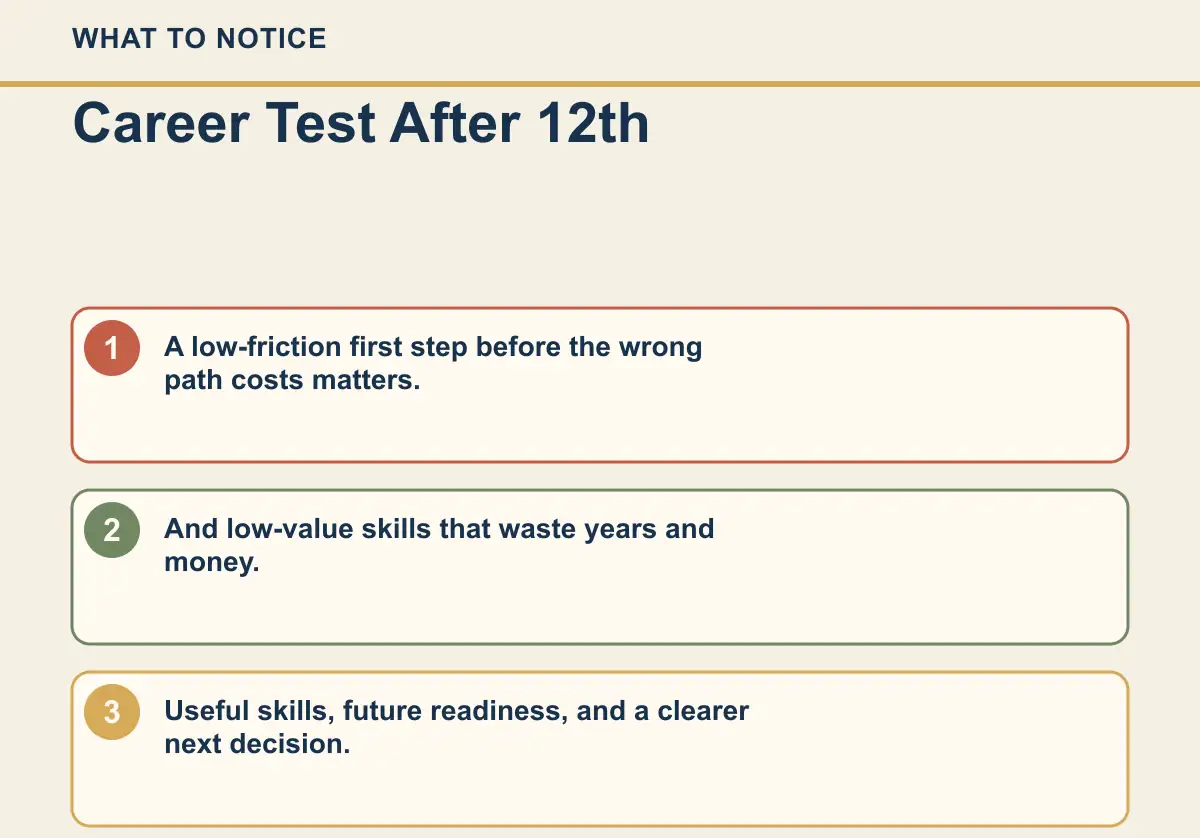 WHAT TO NOTICE
Career Test After 12th
1
A low-friction first step before the wrong
path costs matters.
2
And low-value skills that waste years and
money.
3
Useful skills, future readiness, and a clearer
next decision.